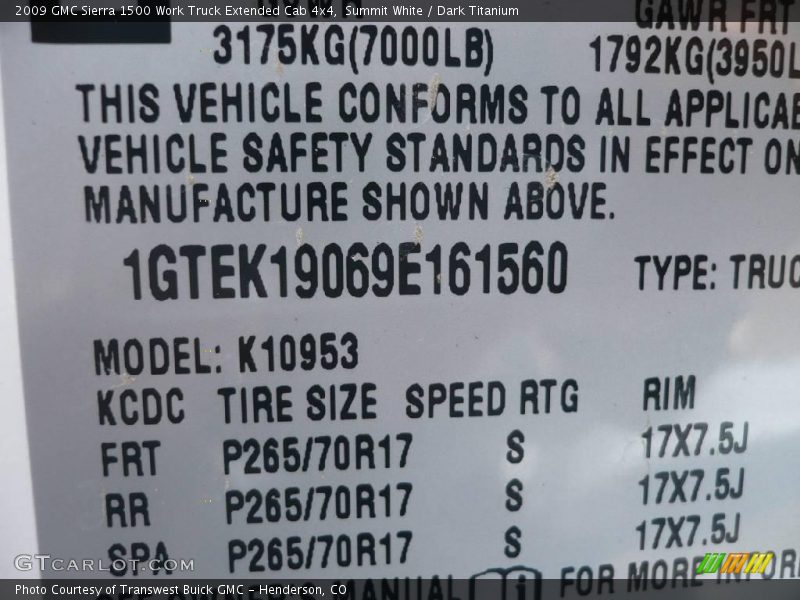 2009 GMC Sierra 1500 Work Truck Extended Cab 4x4, Summit White / Dark Titanium
GAWR FRT
3175KG(7000LB) 1792KG(3950L
THIS VEHICLE CONFORMS TO ALL APPLICAB
VEHICLE SAFETY STANDARDS IN EFFECT ON
MANUFACTURE SHOWN ABOVE.
1GTEK19069E161560 TYPE: TRUC
MODEL: K10953
KCDC TIRE SIZE SPEED RTG RIM
FRT P265/70R17 S 17X7.5J
RR P265/70R17 S 17X7.5J
SPA P265/70R17 S 17X7.5J
MANUAL FOR MORE INFOR
GTcarlot.com
Photo Courtesy of Transwest Buick GMC – Henderson, CO